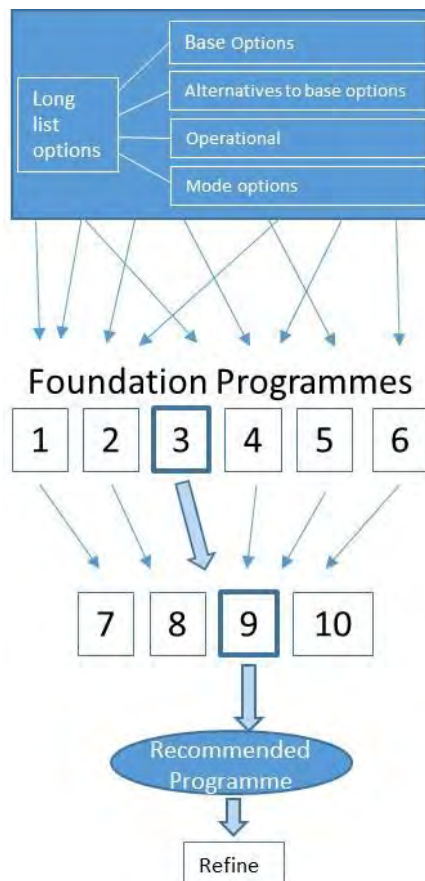 Base Options
Long
list
options
Alternatives to base options
Operational
Mode options
Foundation Programmes
1 2 3 4 5 6
7 8 9 10
Recommended
Programme
Refine